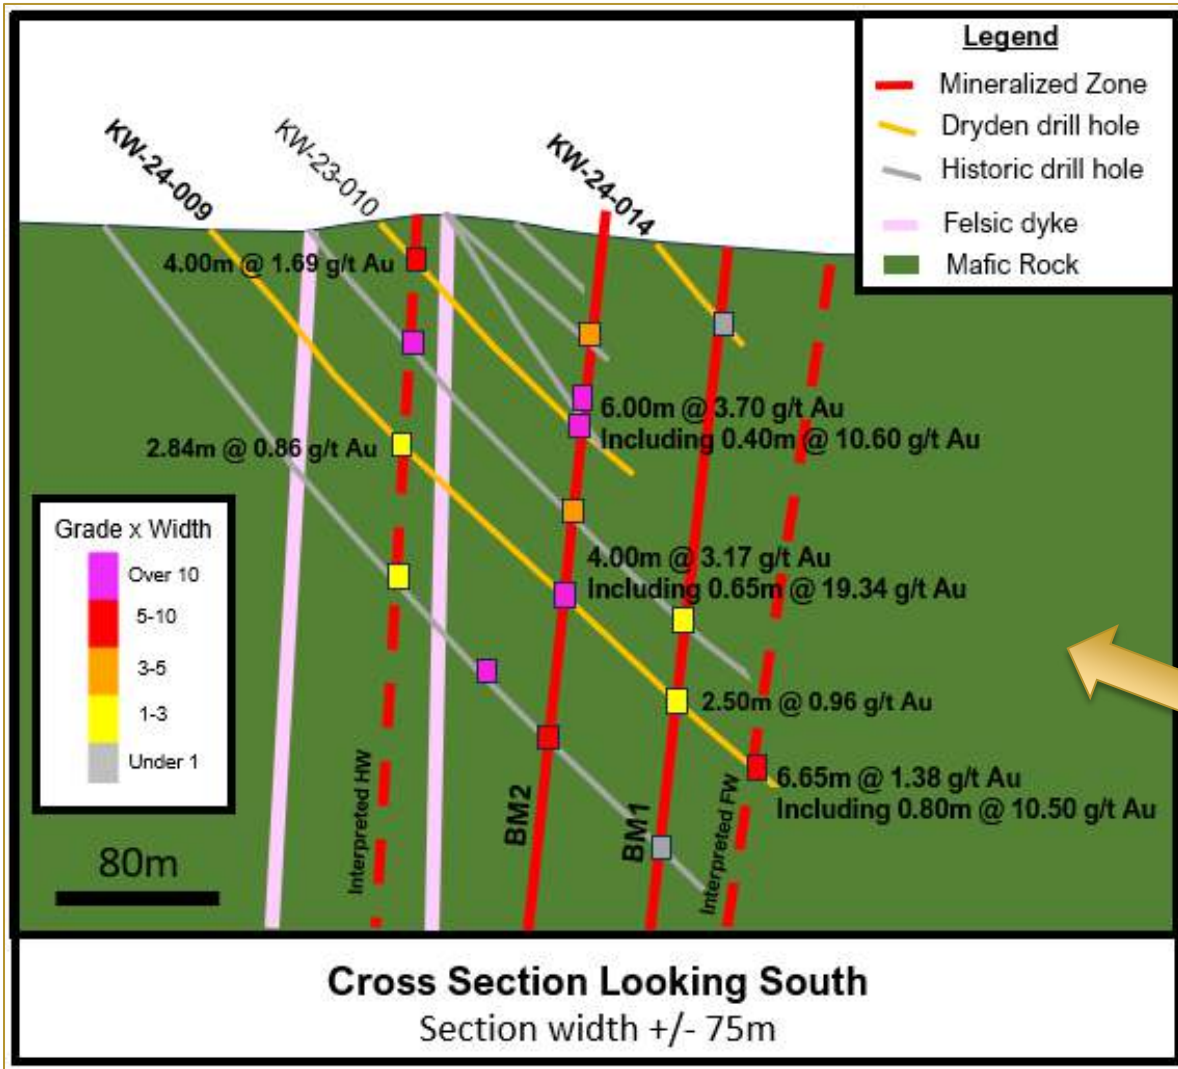 Legend
Mineralized Zone
Dryden drill hole
Historic drill hole
Felsic dyke
Mafic Rock
KW-24-009
KW-23-010
KW-24-014
4.00m @ 1.69 g/t Au
6.00m @ 3.70 g/t Au
Including 0.40m @ 10.60 g/t Au
2.84m @ 0.86 g/t Au
4.00m @ 3.17 g/t Au
Including 0.65m @ 19.34 g/t Au
2.50m @ 0.96 g/t Au
6.65m @ 1.38 g/t Au
Including 0.80m @ 10.50 g/t Au
Grade x Width
Over 10
5-10
3-5
1-3
Under 1
80m
Interpreted HW
BM2
BM1
Interpreted FW
Cross Section Looking South
Section width +/- 75m